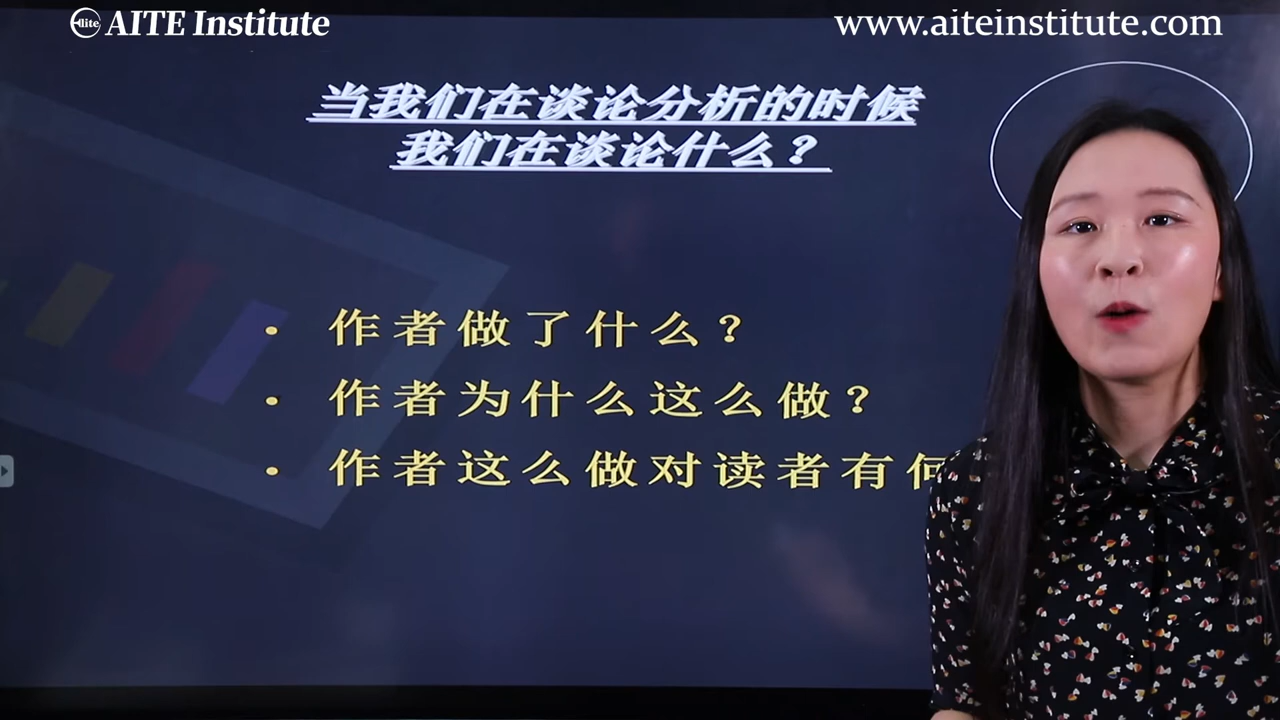 Elite AITE Institute
www.aiteinstitute.com
当我们在谈论分析的时候
我们在谈论什么？
• 作者做了什么？
• 作者为什么这么做？
• 作者这么做对读者有何